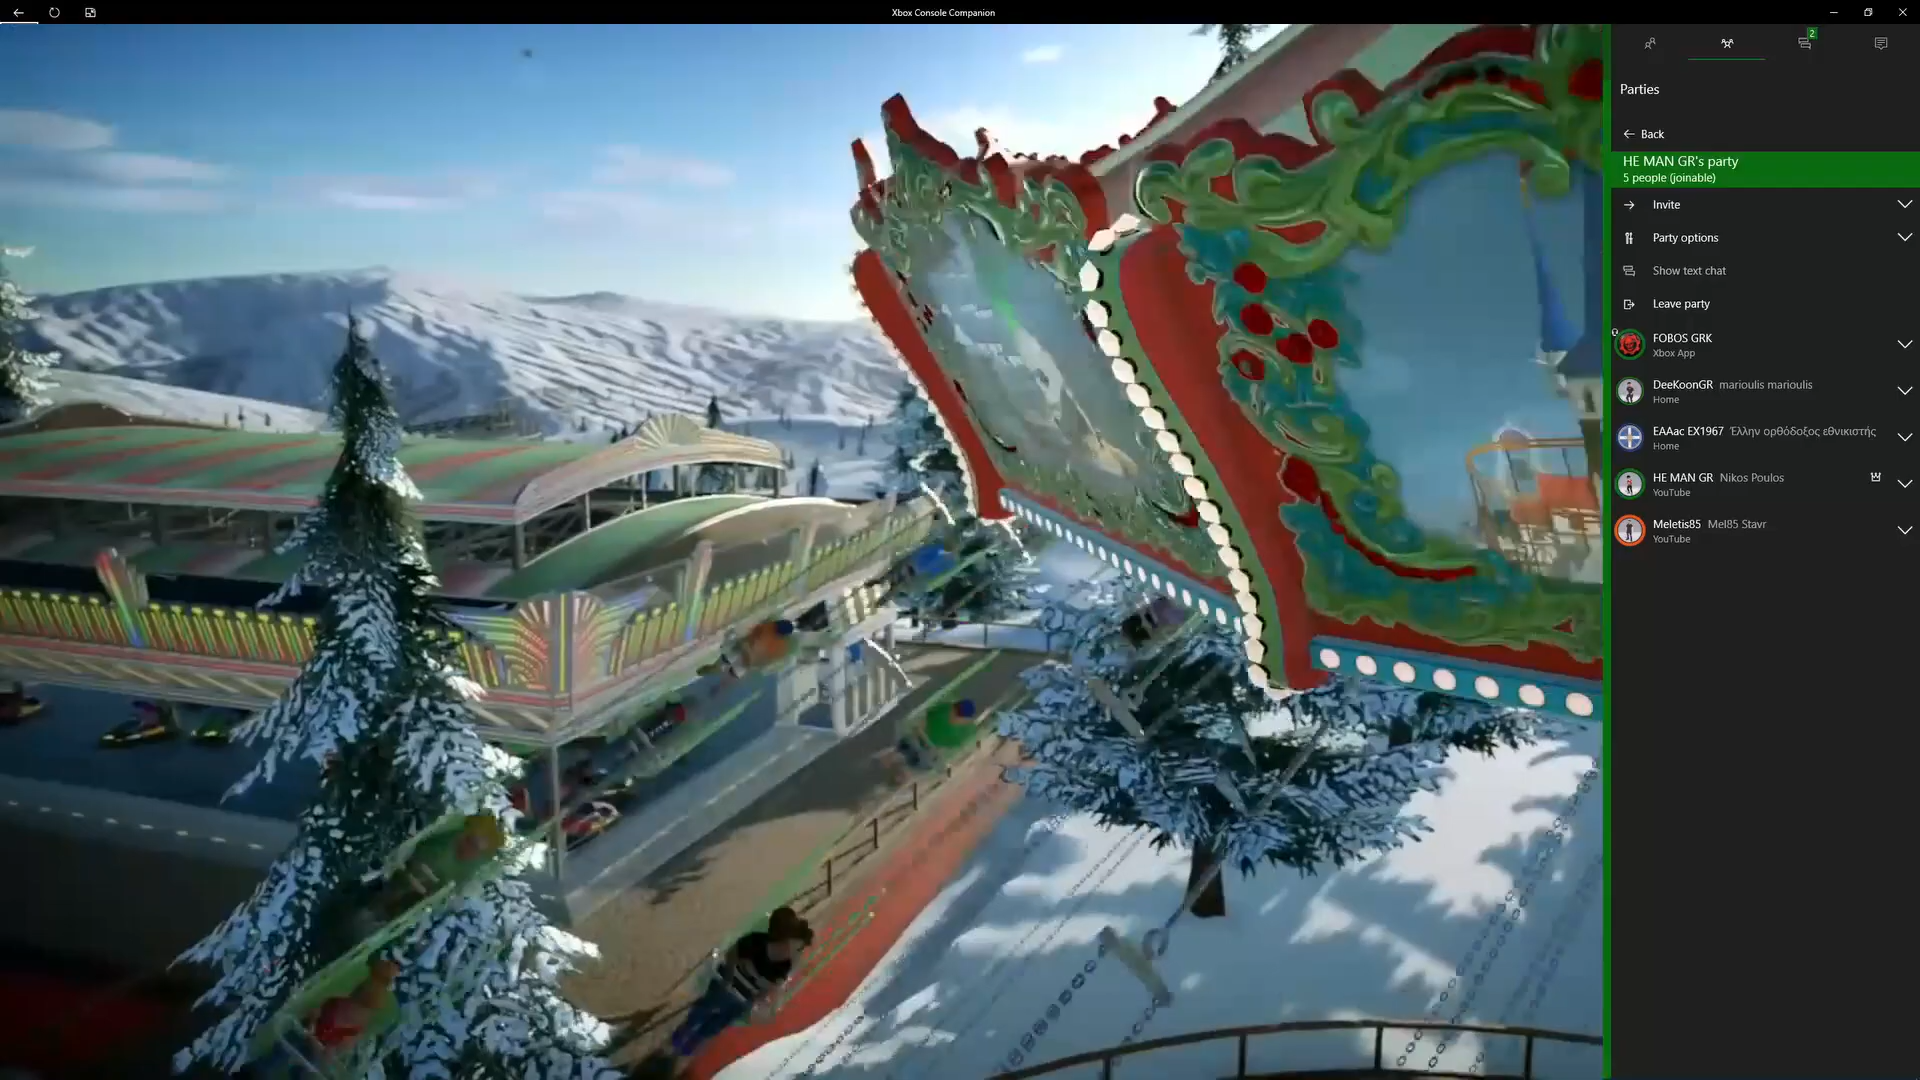 Xbox Console Companion
2
Parties
Back
HE MAN GR's party
5 people (joinable)
Invite
Party options
Show text chat
Leave party
FOBOS GRK
Xbox App
DeeKoonGR marioulis marioulis
Home
EAAac EX1967 Έλλην ορθόδοξος εθνικιστής
Home
HE MAN GR Nikos Poulos
YouTube
Meletis85 Mel85 Stavr
YouTube